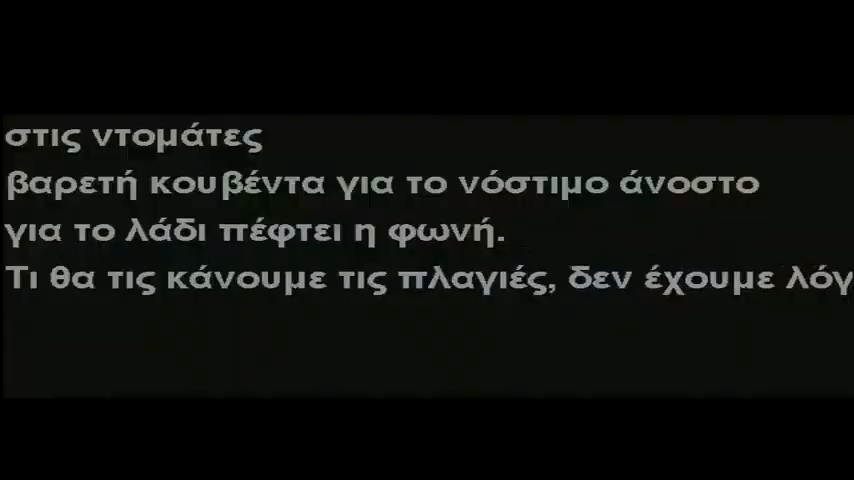 στις ντομάτες
βαρετή κουβέντα για το νόστιμο άνοστο
για το λάδι πέφτει η φωνή.
Τι θα τις κάνουμε τις πλαγιές, δεν έχουμε λόγ